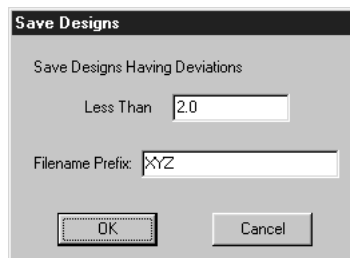 Save Designs
Save Designs Having Deviations
Less Than 2.0
Filename Prefix: XYZ
OK Cancel